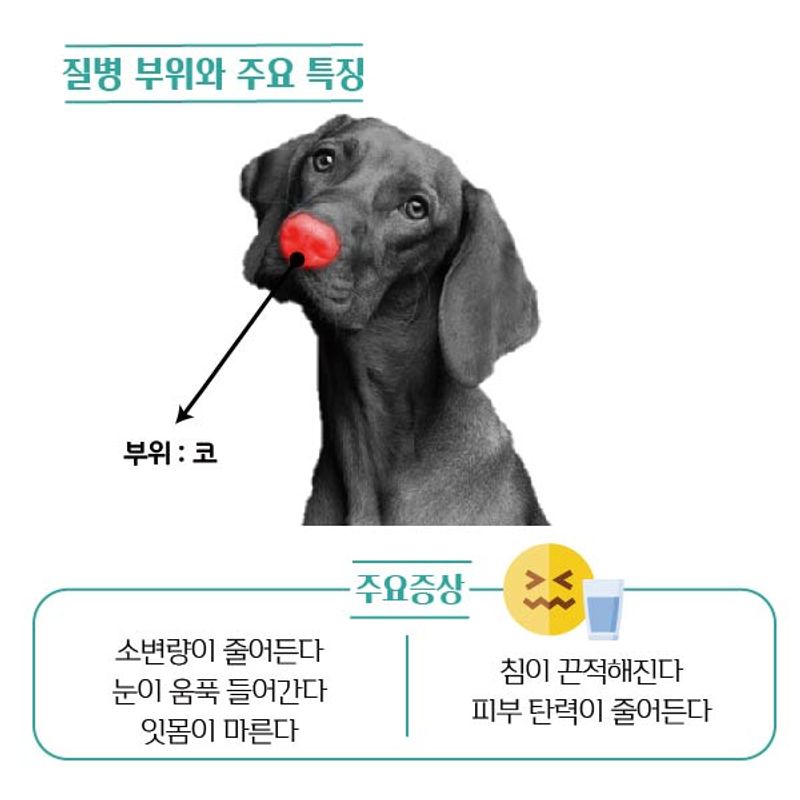 질병 부위와 주요 특징
부위 : 코
주요증상
소변량이 줄어든다
눈이 움푹 들어간다
잇몸이 마른다
침이 끈적해진다
피부 탄력이 줄어든다